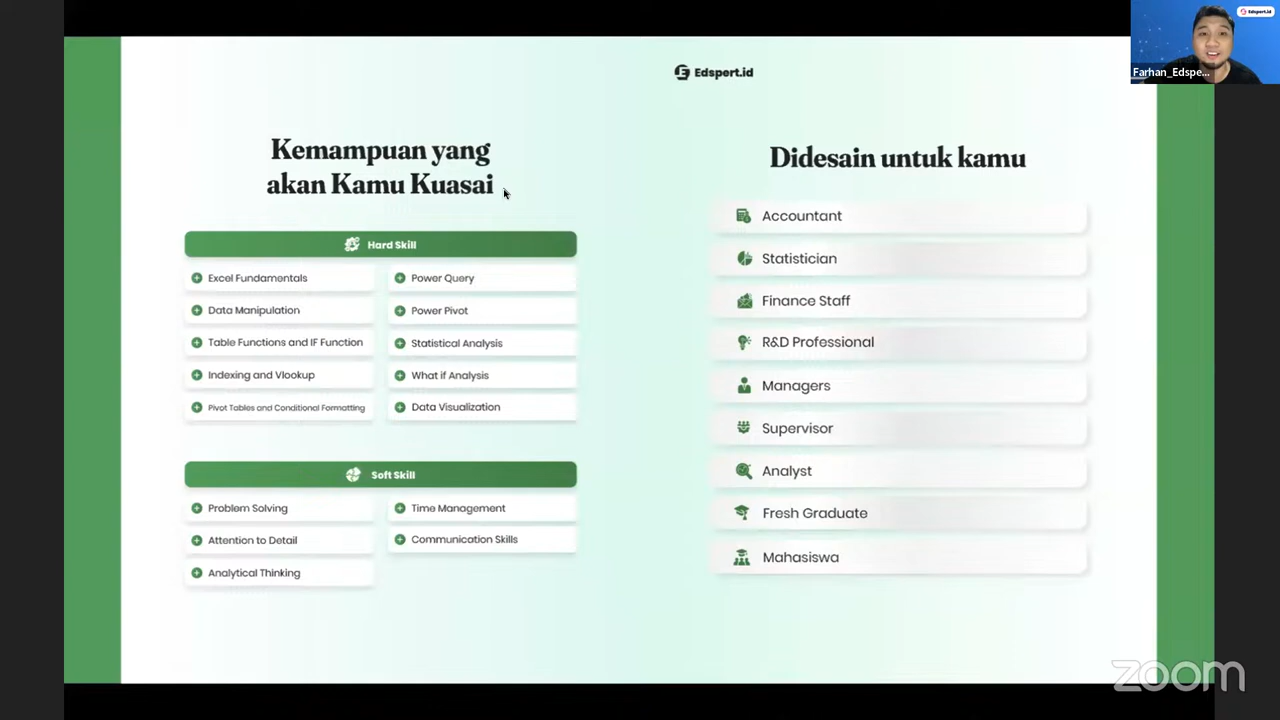 Edspert.id
Farhan_Edspe...
Edspert.id
Kemampuan yang
akan Kamu Kuasai
Hard Skill
Excel Fundamentals
Data Manipulation
Table Functions and IF Function
Indexing and Vlookup
Pivot Tables and Conditional Formatting
Power Query
Power Pivot
Statistical Analysis
What if Analysis
Data Visualization
Soft Skill
Problem Solving
Attention to Detail
Analytical Thinking
Time Management
Communication Skills
Didesain untuk kamu
Accountant
Statistician
Finance Staff
R&D Professional
Managers
Supervisor
Analyst
Fresh Graduate
Mahasiswa
zoom